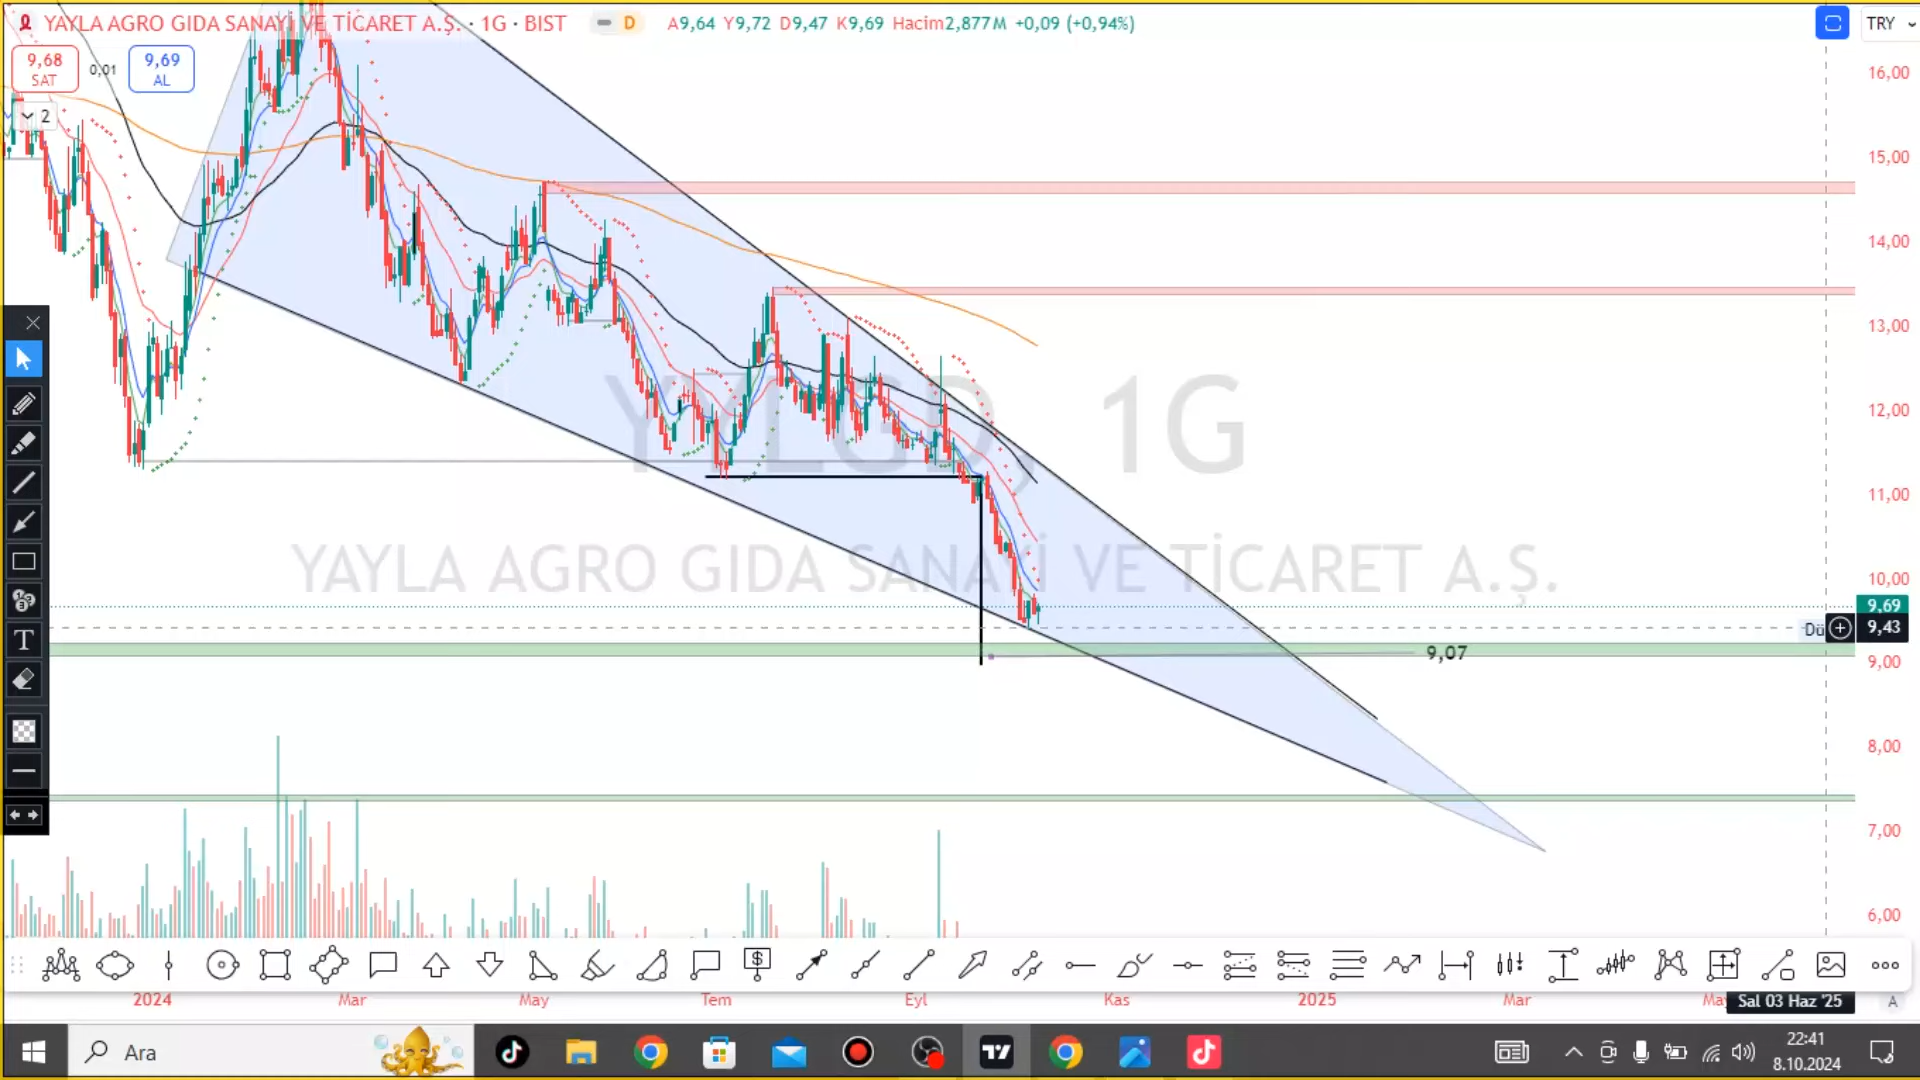 YAYLA AGRO GIDA SANAYİ VE TİCARET A.Ş. · 1G · BIST D A9,64 Y9,72 D9,47 K9,69 Hacim2,877M +0,09 (+0,94%)
TRY
9,68
SAT
0,01
9,69
AL
2
16,00
15,00
14,00
13,00
12,00
11,00
10,00
9,69
9,43
9,00
8,00
7,00
6,00
YYLGD, 1G
YAYLA AGRO GIDA SANAYİ VE TİCARET A.Ş.
Dü
9,07
T
2024
Mar
May
Tem
Eyl
Kas
2025
Mar
Sal 03 Haz '25
A
Ara
22:41
8.10.2024